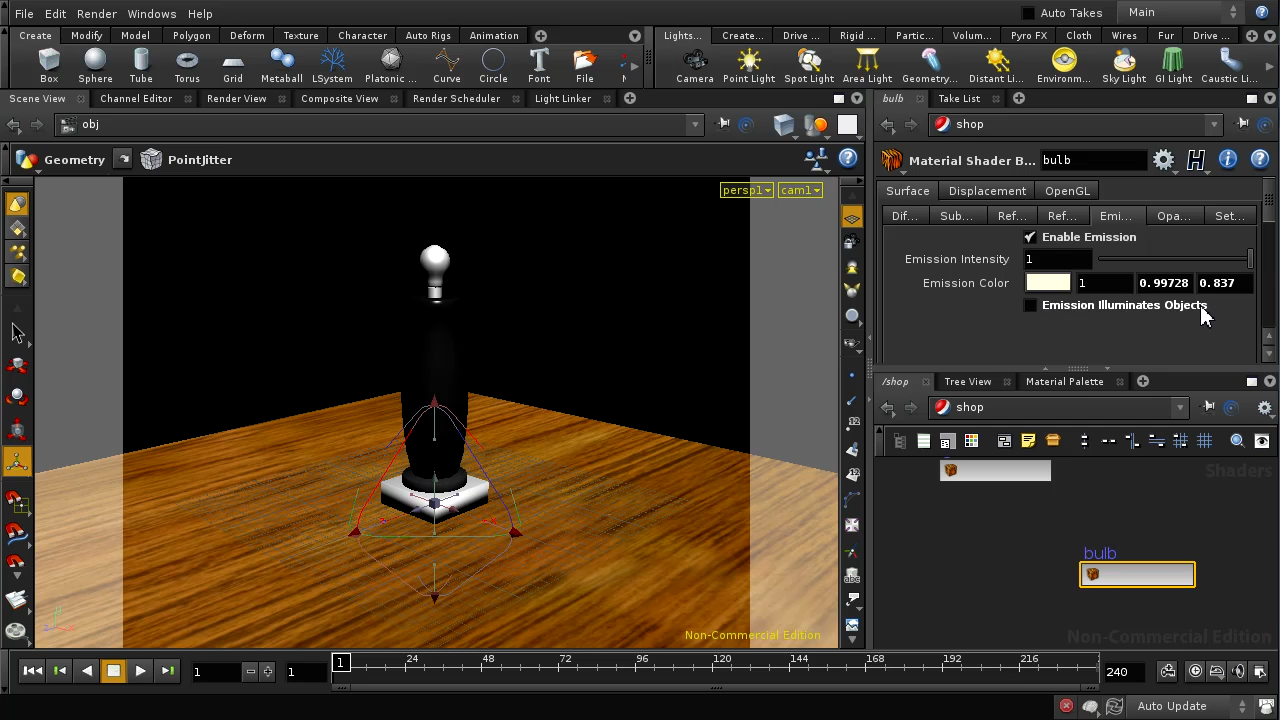 File Edit Render Windows Help Auto Takes Main
Create Modify Model Polygon Deform Texture Character Auto Rigs Animation Lights... Create... Drive ... Rigid ... Partic... Volum... Pyro FX Cloth Wires Fur Drive ...
Box Sphere Tube Torus Grid Metaball LSystem Platonic ... Curve Circle Font File Camera Point Light Spot Light Area Light Geometry... Distant Li... Environm... Sky Light GI Light Caustic Li...
Scene View Channel Editor Render View Composite View Render Scheduler Light Linker bulb Take List
obj shop
Geometry PointJitter Material Shader B... bulb
persp1 cam1 Surface Displacement OpenGL
Dif... Sub... Ref... Ref... Emi... Opa... Set...
Enable Emission
Emission Intensity 1
Emission Color 1 0.99728 0.837
Emission Illuminates Objects
/shop Tree View Material Palette
shop
Shaders
bulb
Non-Commercial Edition Non-Commercial Edition
1 1 1 24 48 72 96 120 144 168 192 216 240
Auto Update